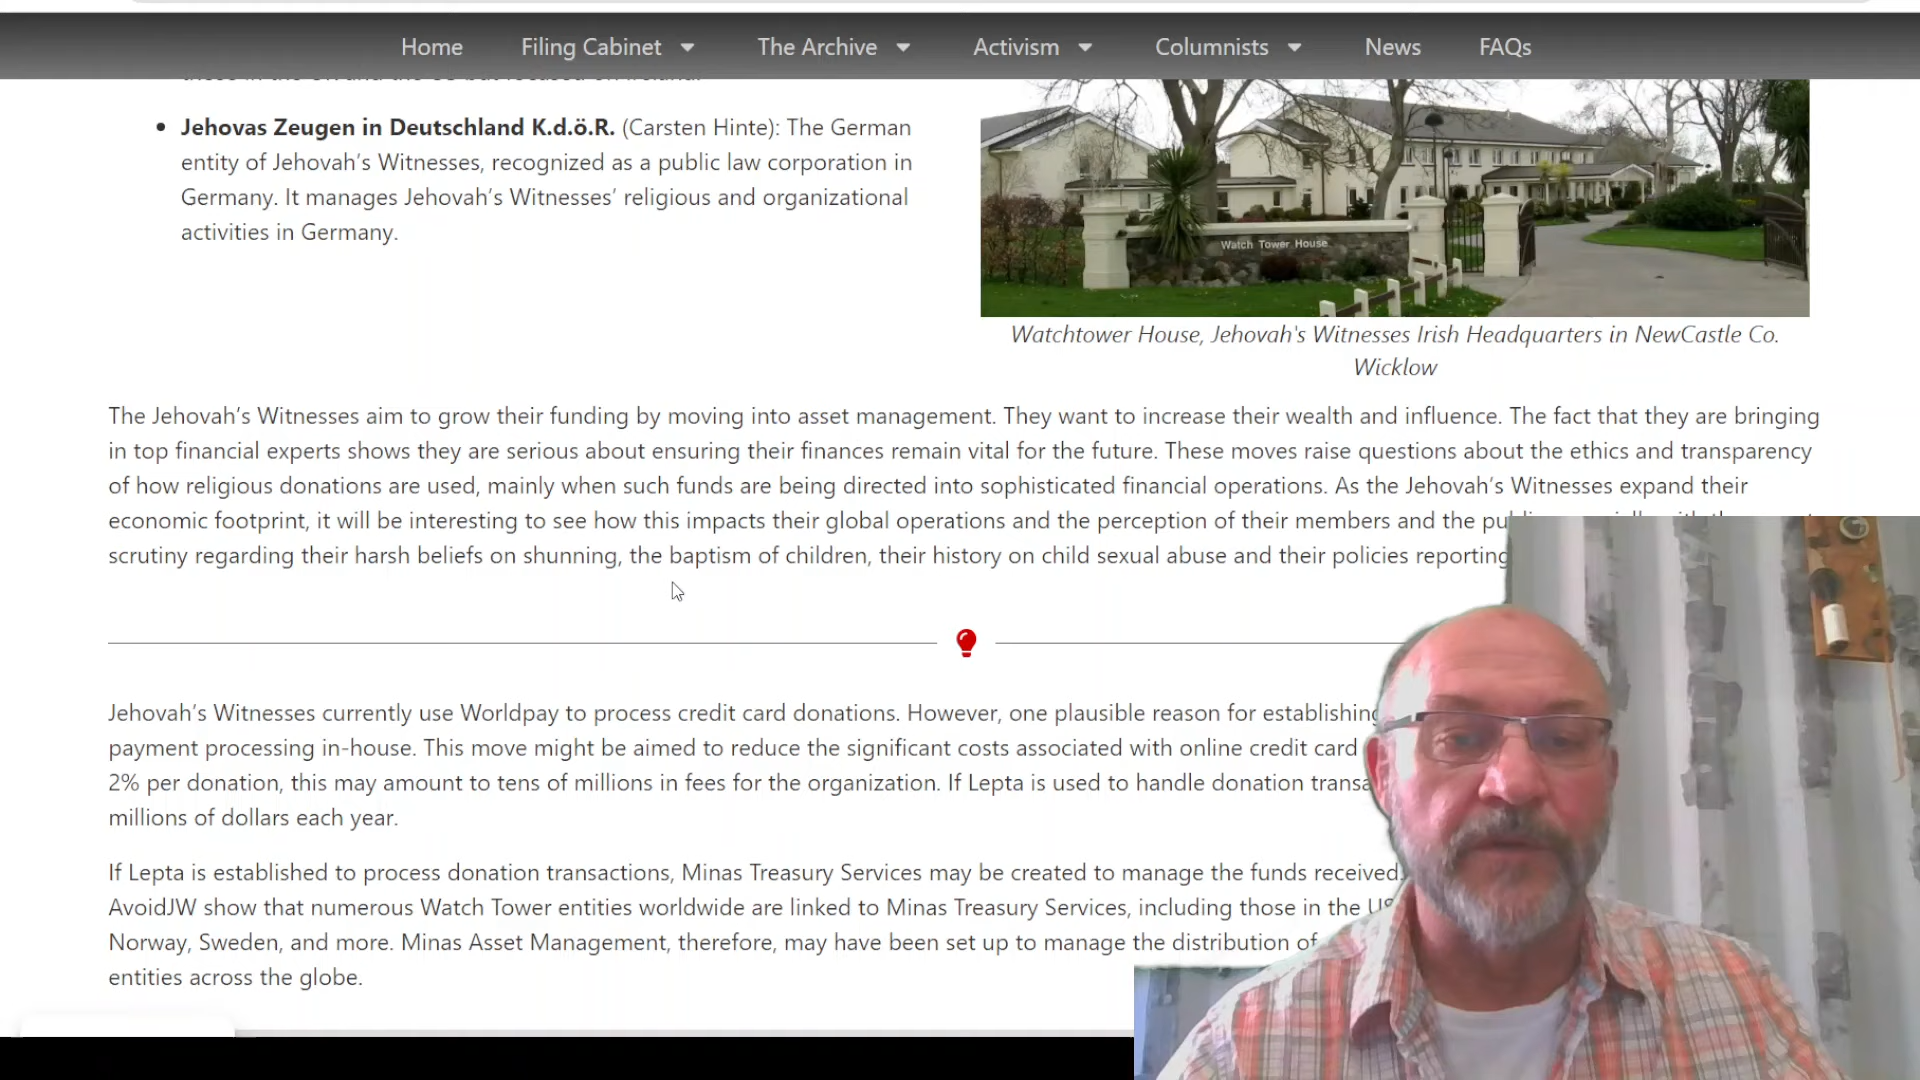 Home Filing Cabinet The Archive Activism Columnists News FAQs
Jehovas Zeugen in Deutschland K.d.ö.R. (Carsten Hinte): The German
entity of Jehovah's Witnesses, recognized as a public law corporation in
Germany. It manages Jehovah's Witnesses' religious and organizational
activities in Germany.
Watch Tower House
Watchtower House, Jehovah's Witnesses Irish Headquarters in NewCastle Co.
Wicklow
The Jehovah's Witnesses aim to grow their funding by moving into asset management. They want to increase their wealth and influence. The fact that they are bringing
in top financial experts shows they are serious about ensuring their finances remain vital for the future. These moves raise questions about the ethics and transparency
of how religious donations are used, mainly when such funds are being directed into sophisticated financial operations. As the Jehovah's Witnesses expand their
economic footprint, it will be interesting to see how this impacts their global operations and the perception of their members and the
scrutiny regarding their harsh beliefs on shunning, the baptism of children, their history on child sexual abuse and their policies reporting
Jehovah's Witnesses currently use Worldpay to process credit card donations. However, one plausible reason for establishing
payment processing in-house. This move might be aimed to reduce the significant costs associated with online credit card
2% per donation, this may amount to tens of millions in fees for the organization. If Lepta is used to handle donation
millions of dollars each year.
If Lepta is established to process donation transactions, Minas Treasury Services may be created to manage the funds received.
AvoidJW show that numerous Watch Tower entities worldwide are linked to Minas Treasury Services, including those in the
Norway, Sweden, and more. Minas Asset Management, therefore, may have been set up to manage the distribution of
entities across the globe.